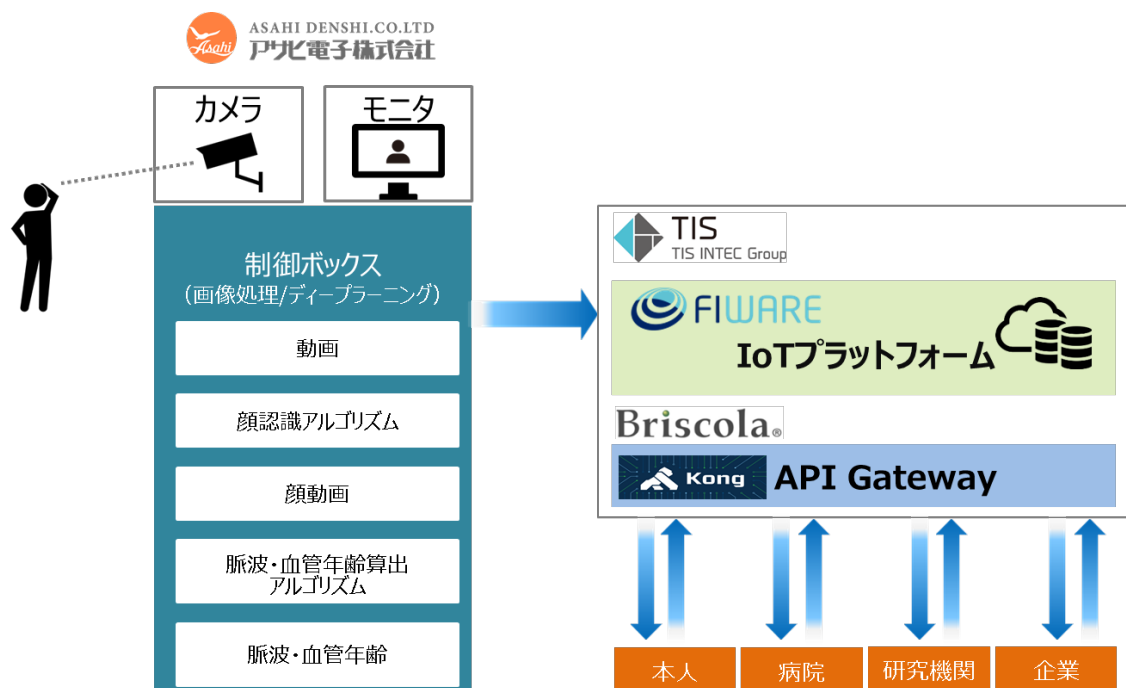 Asahi
ASAHI DENSHI.CO.LTD
アサヒ電子株式会社
カメラ
モニタ
制御ボックス
(画像処理/ディープラーニング)
動画
顔認識アルゴリズム
顔動画
脈波・血管年齢算出
アルゴリズム
脈波・血管年齢
TIS
TIS INTEC Group
FIWARE
IoTプラットフォーム
Briscola®
Kong
API Gateway
本人
病院
研究機関
企業